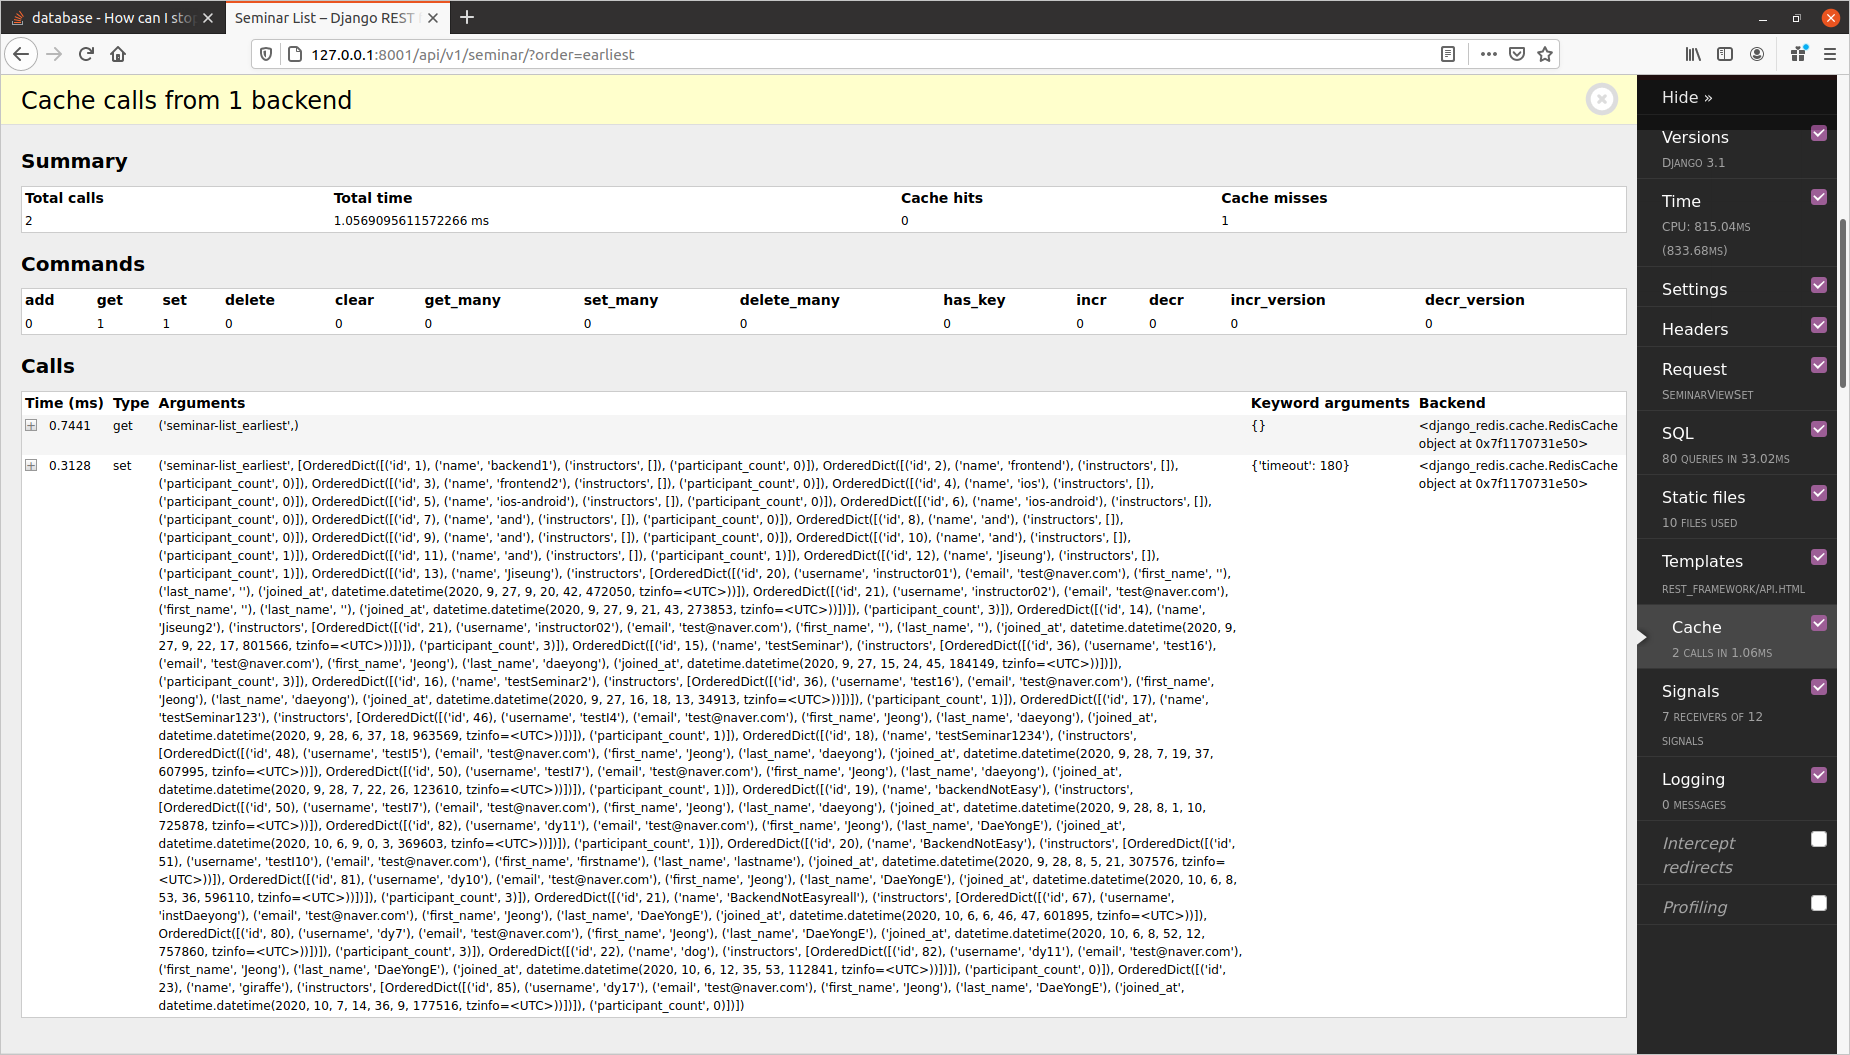 database - How can I sto
Seminar List – Django REST
127.0.0.1:8001/api/v1/seminar/?order=earliest
Cache calls from 1 backend
Summary
Total calls Total time Cache hits Cache misses
2 1.0569095611572266 ms 0 1
Commands
add get set delete clear get_many set_many delete_many has_key incr decr incr_version decr_version
0 1 1 0 0 0 0 0 0 0 0 0 0
Calls
Time (ms) Type Arguments Keyword arguments Backend
0.7441 get ('seminar-list_earliest',) {} <django_redis.cache.RedisCache
object at 0x7f1170731e50>
0.3128 set ('seminar-list_earliest', [OrderedDict([('id', 1), ('name', 'backend1'), ('instructors', []), ('participant_count', 0)]), OrderedDict([('id', 2), ('name', 'frontend'), ('instructors', []), {'timeout': 180} <django_redis.cache.RedisCache
('participant_count', 0)]), OrderedDict([('id', 3), ('name', 'frontend2'), ('instructors', []), ('participant_count', 0)]), OrderedDict([('id', 4), ('name', 'ios'), ('instructors', []), object at 0x7f1170731e50>
('participant_count', 0)]), OrderedDict([('id', 5), ('name', 'ios-android'), ('instructors', []), ('participant_count', 0)]), OrderedDict([('id', 6), ('name', 'ios-android'), ('instructors', []),
('participant_count', 0)]), OrderedDict([('id', 7), ('name', 'and'), ('instructors', []), ('participant_count', 0)]), OrderedDict([('id', 8), ('name', 'and'), ('instructors', []),
('participant_count', 0)]), OrderedDict([('id', 9), ('name', 'and'), ('instructors', []), ('participant_count', 0)]), OrderedDict([('id', 10), ('name', 'and'), ('instructors', []),
('participant_count', 1)]), OrderedDict([('id', 11), ('name', 'and'), ('instructors', []), ('participant_count', 1)]), OrderedDict([('id', 12), ('name', 'Jiseung'), ('instructors', []),
('participant_count', 1)]), OrderedDict([('id', 13), ('name', 'Jiseung'), ('instructors', [OrderedDict([('id', 20), ('username', 'instructor01'), ('email', 'test@naver.com'), ('first_name', ''),
('last_name', ''), ('joined_at', datetime.datetime(2020, 9, 27, 9, 20, 42, 472050, tzinfo=<UTC>))]), OrderedDict([('id', 21), ('username', 'instructor02'), ('email', 'test@naver.com'),
('first_name', ''), ('last_name', ''), ('joined_at', datetime.datetime(2020, 9, 27, 9, 21, 43, 273853, tzinfo=<UTC>))])]), ('participant_count', 3)]), OrderedDict([('id', 14), ('name',
'Jiseung2'), ('instructors', [OrderedDict([('id', 21), ('username', 'instructor02'), ('email', 'test@naver.com'), ('first_name', ''), ('last_name', ''), ('joined_at', datetime.datetime(2020, 9,
27, 9, 22, 17, 801566, tzinfo=<UTC>))])]), ('participant_count', 3)]), OrderedDict([('id', 15), ('name', 'testSeminar'), ('instructors', [OrderedDict([('id', 36), ('username', 'test16'),
('email', 'test@naver.com'), ('first_name', 'Jeong'), ('last_name', 'daeyong'), ('joined_at', datetime.datetime(2020, 9, 27, 15, 24, 45, 184149, tzinfo=<UTC>))])]),
('participant_count', 3)]), OrderedDict([('id', 16), ('name', 'testSeminar2'), ('instructors', [OrderedDict([('id', 36), ('username', 'test16'), ('email', 'test@naver.com'), ('first_name',
'Jeong'), ('last_name', 'daeyong'), ('joined_at', datetime.datetime(2020, 9, 27, 16, 18, 13, 34913, tzinfo=<UTC>))])]), ('participant_count', 1)]), OrderedDict([('id', 17), ('name',
'testSeminar123'), ('instructors', [OrderedDict([('id', 46), ('username', 'testI4'), ('email', 'test@naver.com'), ('first_name', 'Jeong'), ('last_name', 'daeyong'), ('joined_at',
datetime.datetime(2020, 9, 28, 6, 37, 18, 963569, tzinfo=<UTC>))])]), ('participant_count', 1)]), OrderedDict([('id', 18), ('name', 'testSeminar1234'), ('instructors',
[OrderedDict([('id', 48), ('username', 'testI5'), ('email', 'test@naver.com'), ('first_name', 'Jeong'), ('last_name', 'daeyong'), ('joined_at', datetime.datetime(2020, 9, 28, 7, 19, 37,
607995, tzinfo=<UTC>))]), OrderedDict([('id', 50), ('username', 'testI7'), ('email', 'test@naver.com'), ('first_name', 'Jeong'), ('last_name', 'daeyong'), ('joined_at',
datetime.datetime(2020, 9, 28, 7, 22, 26, 123610, tzinfo=<UTC>))])]), ('participant_count', 1)]), OrderedDict([('id', 19), ('name', 'backendNotEasy'), ('instructors',
[OrderedDict([('id', 50), ('username', 'testI7'), ('email', 'test@naver.com'), ('first_name', 'Jeong'), ('last_name', 'daeyong'), ('joined_at', datetime.datetime(2020, 9, 28, 8, 1, 10,
725878, tzinfo=<UTC>))]), OrderedDict([('id', 82), ('username', 'dy11'), ('email', 'test@naver.com'), ('first_name', 'Jeong'), ('last_name', 'DaeYongE'), ('joined_at',
datetime.datetime(2020, 10, 6, 9, 0, 3, 369603, tzinfo=<UTC>))])]), ('participant_count', 1)]), OrderedDict([('id', 20), ('name', 'BackendNotEasy'), ('instructors', [OrderedDict([('id',
51), ('username', 'testI10'), ('email', 'test@naver.com'), ('first_name', 'firstname'), ('last_name', 'lastname'), ('joined_at', datetime.datetime(2020, 9, 28, 8, 5, 21, 307576, tzinfo=
<UTC>))]), OrderedDict([('id', 81), ('username', 'dy10'), ('email', 'test@naver.com'), ('first_name', 'Jeong'), ('last_name', 'DaeYongE'), ('joined_at', datetime.datetime(2020, 10, 6, 8,
53, 36, 596110, tzinfo=<UTC>))])]), ('participant_count', 3)]), OrderedDict([('id', 21), ('name', 'BackendNotEasyreall'), ('instructors', [OrderedDict([('id', 67), ('username',
'instDaeyong'), ('email', 'test@naver.com'), ('first_name', 'Jeong'), ('last_name', 'DaeYongE'), ('joined_at', datetime.datetime(2020, 10, 6, 6, 46, 47, 601895, tzinfo=<UTC>))]),
OrderedDict([('id', 80), ('username', 'dy7'), ('email', 'test@naver.com'), ('first_name', 'Jeong'), ('last_name', 'DaeYongE'), ('joined_at', datetime.datetime(2020, 10, 6, 8, 52, 12,
757860, tzinfo=<UTC>))])]), ('participant_count', 3)]), OrderedDict([('id', 22), ('name', 'dog'), ('instructors', [OrderedDict([('id', 82), ('username', 'dy11'), ('email', 'test@naver.com'),
('first_name', 'Jeong'), ('last_name', 'DaeYongE'), ('joined_at', datetime.datetime(2020, 10, 6, 12, 35, 53, 112841, tzinfo=<UTC>))])]), ('participant_count', 0)]), OrderedDict([('id',
23), ('name', 'giraffe'), ('instructors', [OrderedDict([('id', 85), ('username', 'dy17'), ('email', 'test@naver.com'), ('first_name', 'Jeong'), ('last_name', 'DaeYongE'), ('joined_at',
datetime.datetime(2020, 10, 7, 14, 36, 9, 177516, tzinfo=<UTC>))])]), ('participant_count', 0)])])
Hide »
Versions
DJANGO 3.1
Time
CPU: 815.04MS
(833.68MS)
Settings
Headers
Request
SEMINARVIEWSET
SQL
80 QUERIES IN 33.02MS
Static files
10 FILES USED
Templates
REST_FRAMEWORK/API.HTML
Cache
2 CALLS IN 1.06MS
Signals
7 RECEIVERS OF 12
SIGNALS
Logging
0 MESSAGES
Intercept
redirects
Profiling